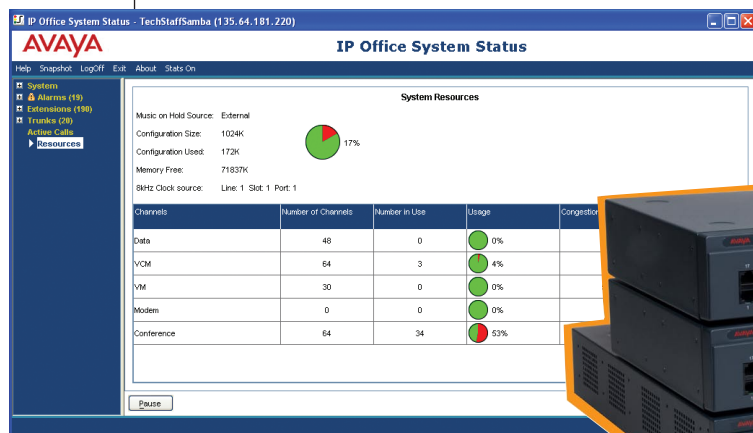 IP Office System Status - TechStaffSamba (135.64.181.220)
AVAYA
IP Office System Status
Help Snapshot LogOff Exit About Stats On
System
Alarms (19)
Extensions (190)
Trunks (20)
Active Calls
Resources
System Resources
Music on Hold Source: External
Configuration Size: 1024K
17%
Configuration Used: 172K
Memory Free: 71837K
8kHz Clock source: Line: 1 Slot: 1 Port: 1
Channels Number of Channels Number in Use Usage Congestion
Data 48 0 0%
VCM 64 3 4%
VM 30 0 0%
Modem 0 0 0%
Conference 64 34 53%
Pause
AVAYA